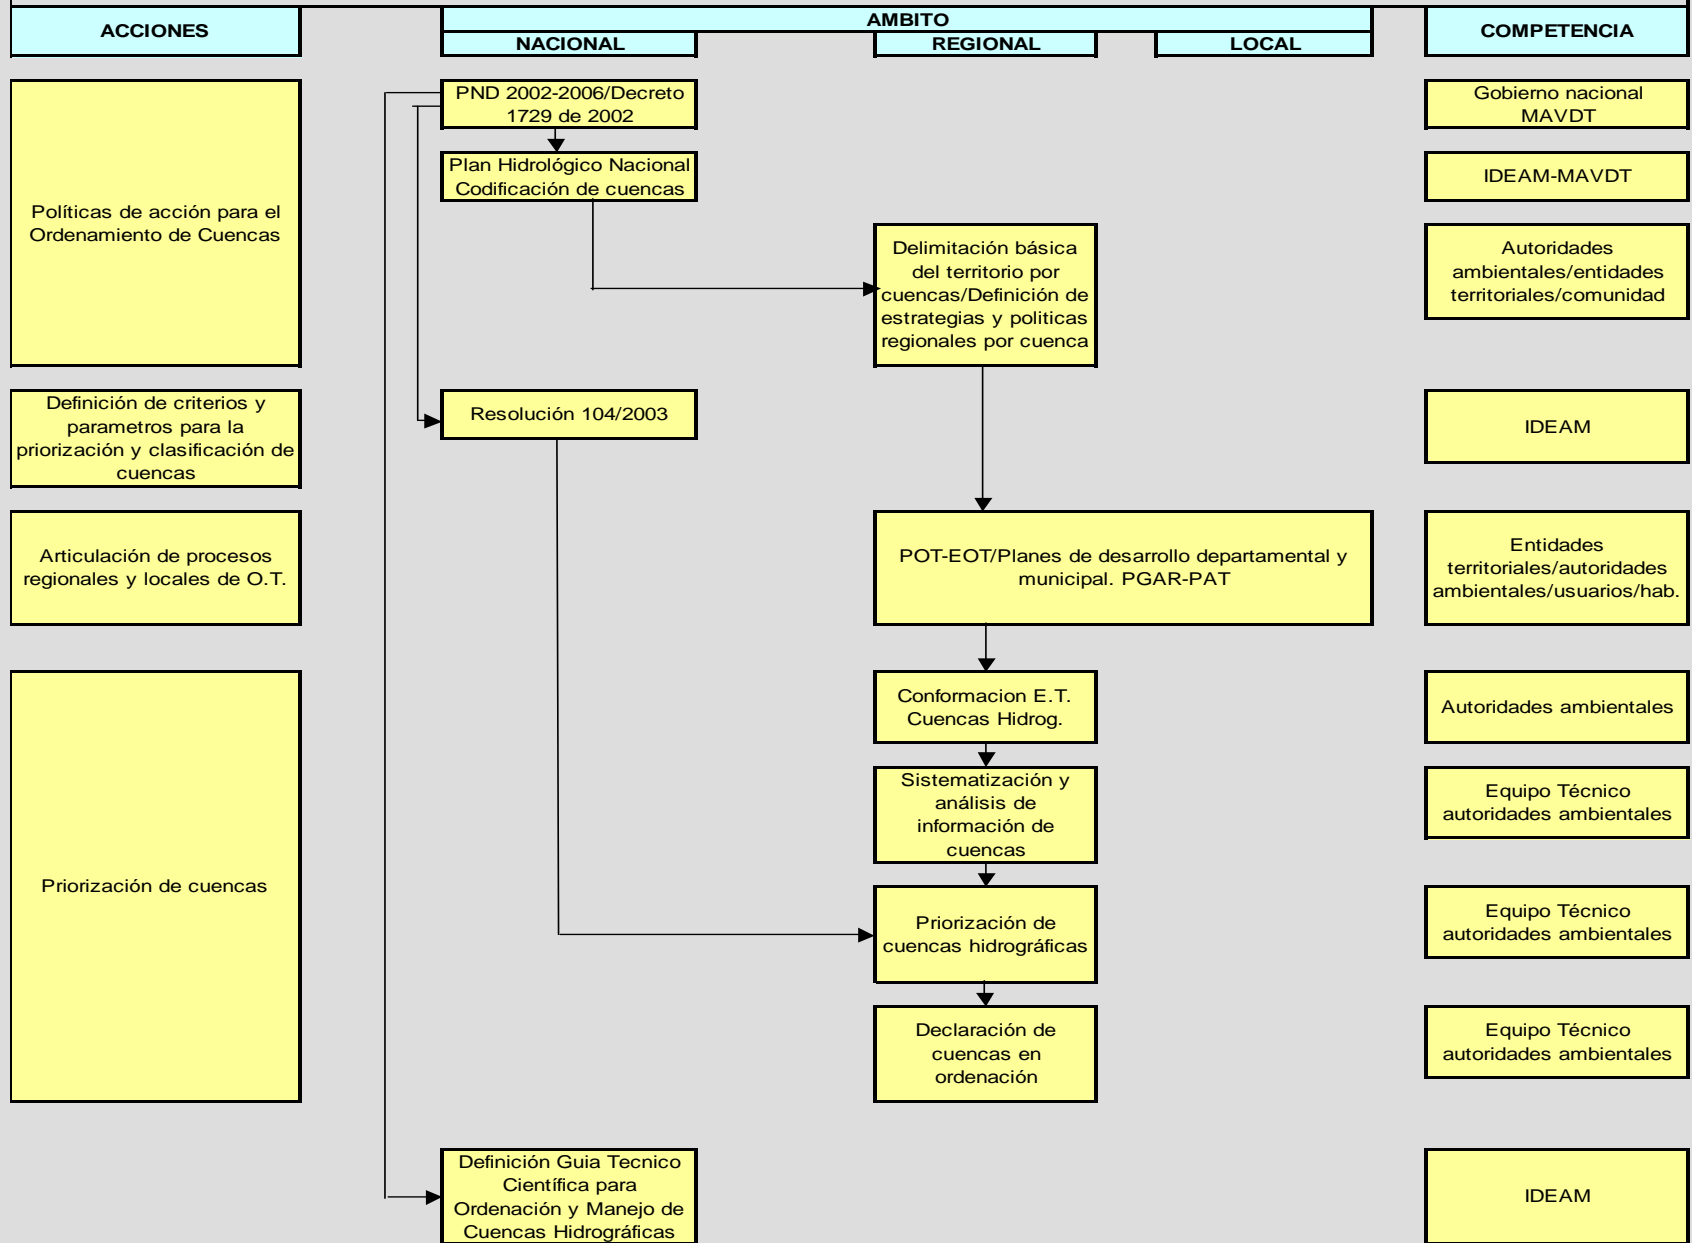 ACCIONES
AMBITO
NACIONAL
REGIONAL
LOCAL
COMPETENCIA
Políticas de acción para el
Ordenamiento de Cuencas
PND 2002-2006/Decreto
1729 de 2002
Gobierno nacional
MAVDT
Plan Hidrológico Nacional
Codificación de cuencas
IDEAM-MAVDT
Delimitación básica
del territorio por
cuencas/Definición de
estrategias y politicas
regionales por cuenca
Autoridades
ambientales/entidades
territoriales/comunidad
Definición de criterios y
parametros para la
priorización y clasificación de
cuencas
Resolución 104/2003
IDEAM
Articulación de procesos
regionales y locales de O.T.
POT-EOT/Planes de desarrollo departamental y
municipal. PGAR-PAT
Entidades
territoriales/autoridades
ambientales/usuarios/hab.
Priorización de cuencas
Conformacion E.T.
Cuencas Hidrog.
Autoridades ambientales
Sistematización y
análisis de
información de
cuencas
Equipo Técnico
autoridades ambientales
Priorización de
cuencas hidrográficas
Equipo Técnico
autoridades ambientales
Declaración de
cuencas en
ordenación
Equipo Técnico
autoridades ambientales
Definición Guia Tecnico
Científica para
Ordenación y Manejo de
Cuencas Hidrográficas
IDEAM